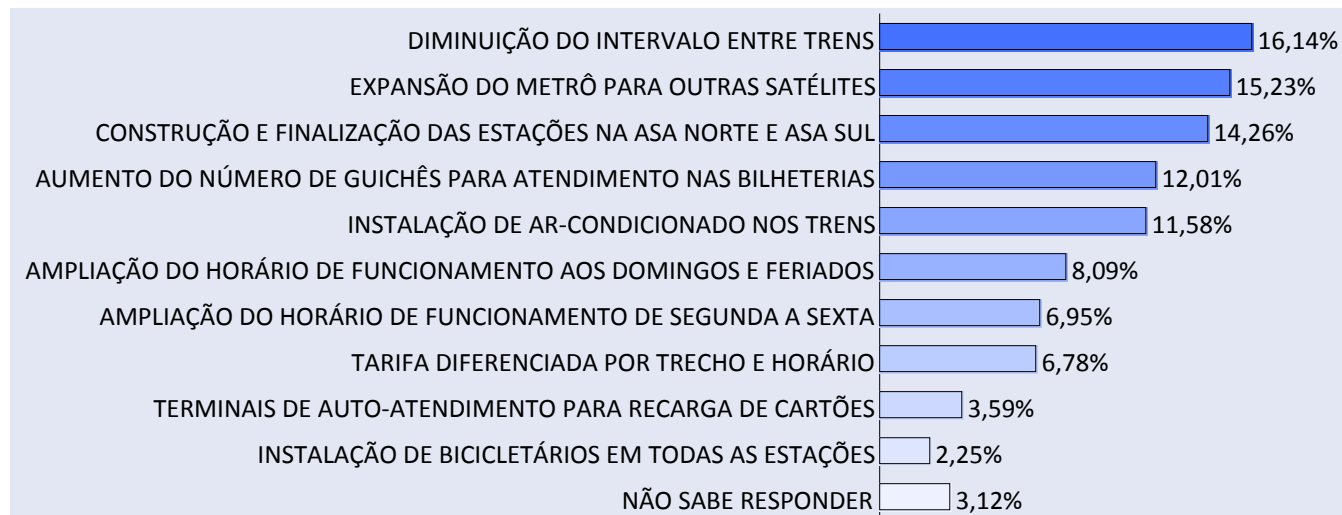 DIMINUIÇÃO DO INTERVALO ENTRE TRENS 16,14%
EXPANSÃO DO METRÔ PARA OUTRAS SATÉLITES 15,23%
CONSTRUÇÃO E FINALIZAÇÃO DAS ESTAÇÕES NA ASA NORTE E ASA SUL 14,26%
AUMENTO DO NÚMERO DE GUICHÊS PARA ATENDIMENTO NAS BILHETERIAS 12,01%
INSTALAÇÃO DE AR-CONDICIONADO NOS TRENS 11,58%
AMPLIAÇÃO DO HORÁRIO DE FUNCIONAMENTO AOS DOMINGOS E FERIADOS 8,09%
AMPLIAÇÃO DO HORÁRIO DE FUNCIONAMENTO DE SEGUNDA A SEXTA 6,95%
TARIFA DIFERENCIADA POR TRECHO E HORÁRIO 6,78%
TERMINAIS DE AUTO-ATENDIMENTO PARA RECARGA DE CARTÕES 3,59%
INSTALAÇÃO DE BICICLETÁRIOS EM TODAS AS ESTAÇÕES 2,25%
NÃO SABE RESPONDER 3,12%